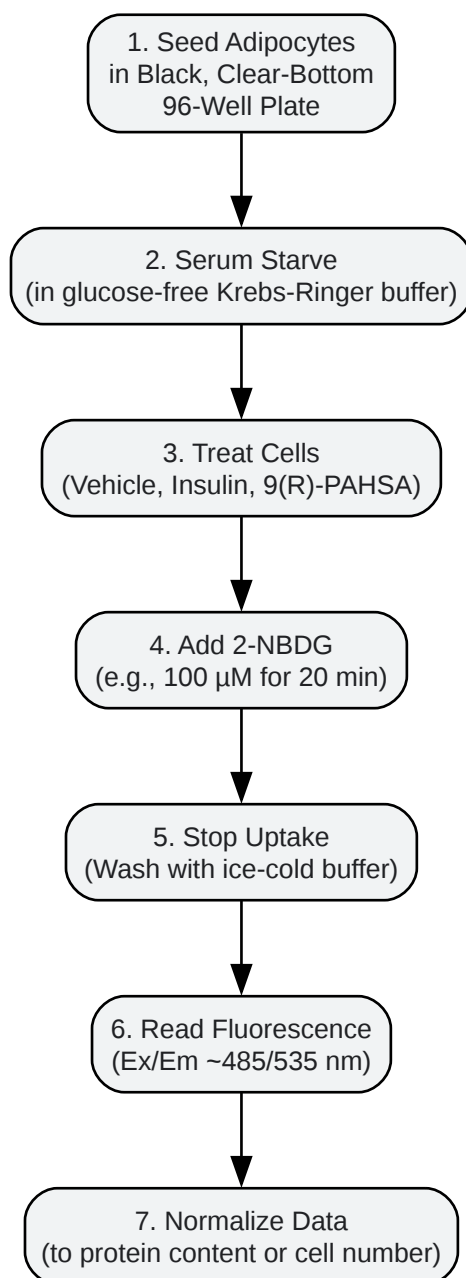 1. Seed Adipocytes
in Black, Clear-Bottom
96-Well Plate
2. Serum Starve
(in glucose-free Krebs-Ringer buffer)
3. Treat Cells
(Vehicle, Insulin, 9(R)-PAHSA)
4. Add 2-NBDG
(e.g., 100 µM for 20 min)
5. Stop Uptake
(Wash with ice-cold buffer)
6. Read Fluorescence
(Ex/Em ~485/535 nm)
7. Normalize Data
(to protein content or cell number)